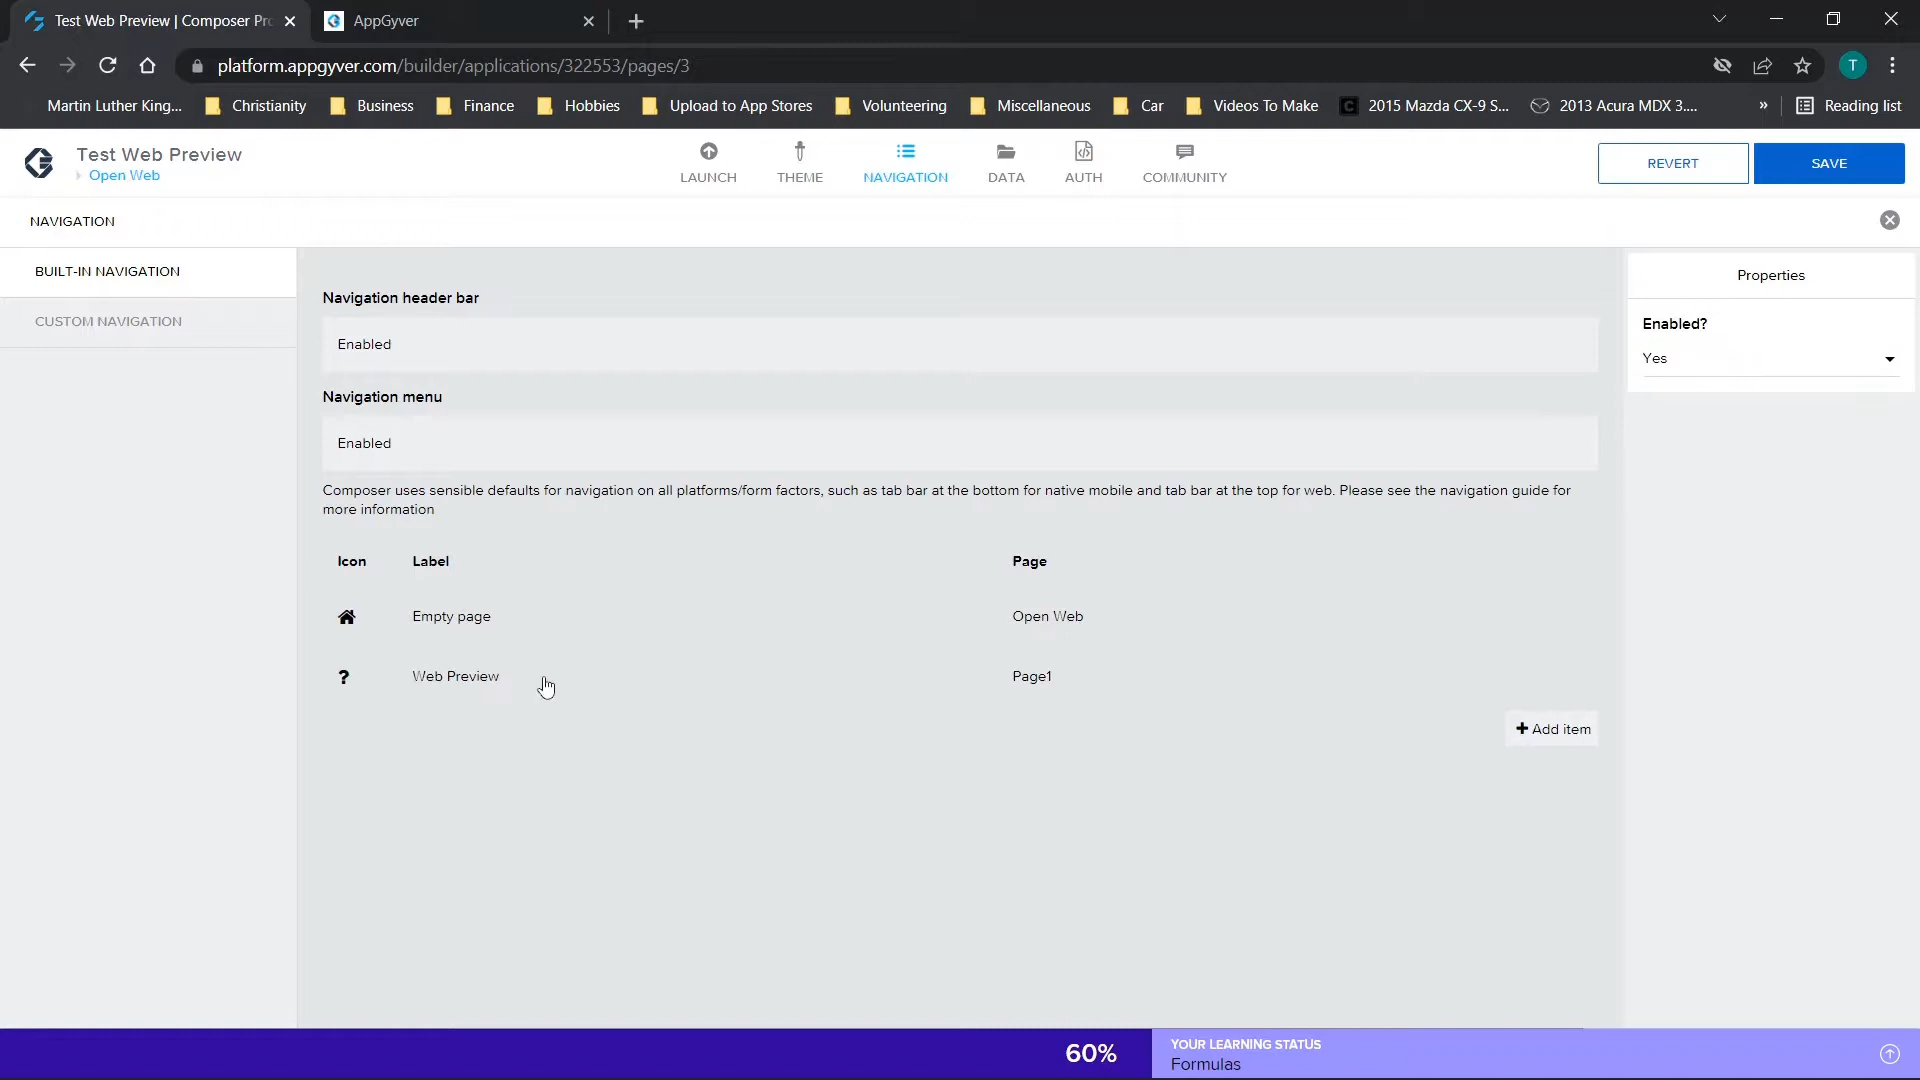 Test Web Preview | Composer Pro
AppGyver
platform.appgyver.com/builder/applications/322553/pages/3
T
Martin Luther King...
Christianity
Business
Finance
Hobbies
Upload to App Stores
Volunteering
Miscellaneous
Car
Videos To Make
2015 Mazda CX-9 S...
2013 Acura MDX 3....
»
Reading list
Test Web Preview
Open Web
LAUNCH
THEME
NAVIGATION
DATA
AUTH
COMMUNITY
REVERT
SAVE
NAVIGATION
BUILT-IN NAVIGATION
CUSTOM NAVIGATION
Navigation header bar
Enabled
Navigation menu
Enabled
Composer uses sensible defaults for navigation on all platforms/form factors, such as tab bar at the bottom for native mobile and tab bar at the top for web. Please see the navigation guide for
more information
Icon Label Page
Empty page Open Web
? Web Preview Page1
+ Add item
Properties
Enabled?
Yes
60%
YOUR LEARNING STATUS
Formulas